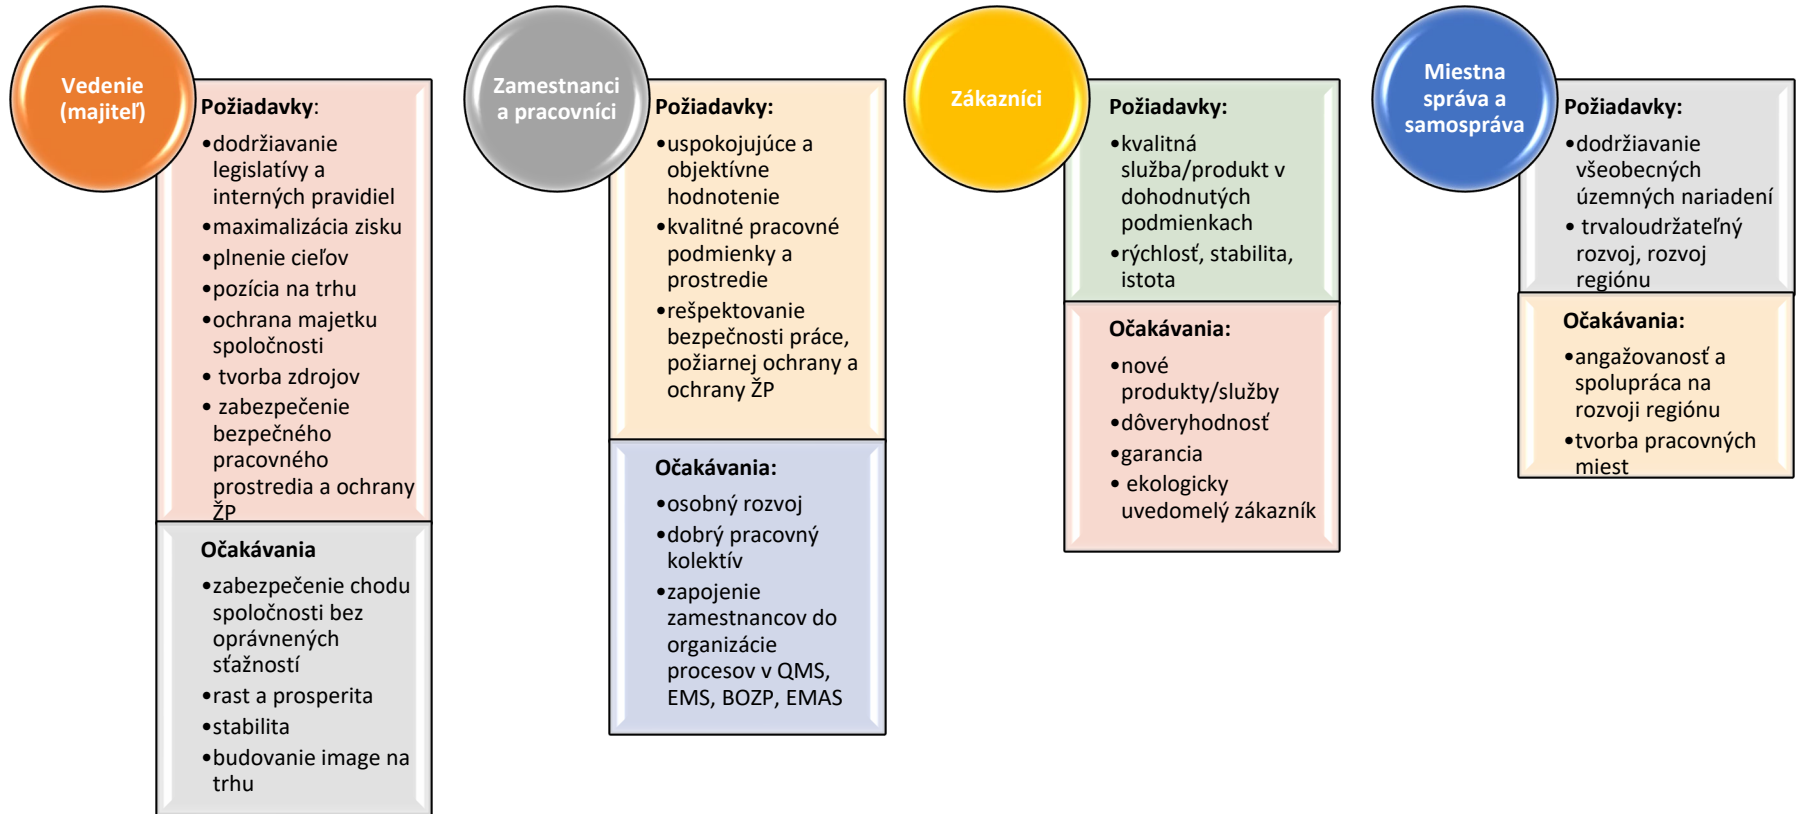 Vedenie
(majiteľ)
Požiadavky:
•dodržiavanie
legislatívy a
interných pravidiel
•maximalizácia zisku
•plnenie cieľov
•pozícia na trhu
•ochrana majetku
spoločnosti
• tvorba zdrojov
• zabezpečenie
bezpečného
pracovného
prostredia a ochrany
ŽP
Očakávania
•zabezpečenie chodu
spoločnosti bez
oprávnených
sťažností
•rast a prosperita
•stabilita
•budovanie image na
trhu
Zamestnanci
a pracovníci
Požiadavky:
•uspokojujúce a
objektívne
hodnotenie
•kvalitné pracovné
podmienky a
prostredie
•rešpektovanie
bezpečnosti práce,
požiarnej ochrany a
ochrany ŽP
Očakávania:
•osobný rozvoj
•dobrý pracovný
kolektív
•zapojenie
zamestnancov do
organizácie
procesov v QMS,
EMS, BOZP, EMAS
Zákazníci
Požiadavky:
•kvalitná
služba/produkt v
dohodnutých
podmienkach
•rýchlosť, stabilita,
istota
Očakávania:
•nové
produkty/služby
•dôveryhodnosť
•garancia
• ekologicky
uvedomelý zákazník
Miestna
správa a
samospráva
Požiadavky:
•dodržiavanie
všeobecných
územných nariadení
• trvaloudržateľný
rozvoj, rozvoj
regiónu
Očakávania:
•angažovanosť a
spolupráca na
rozvoji regiónu
•tvorba pracovných
miest